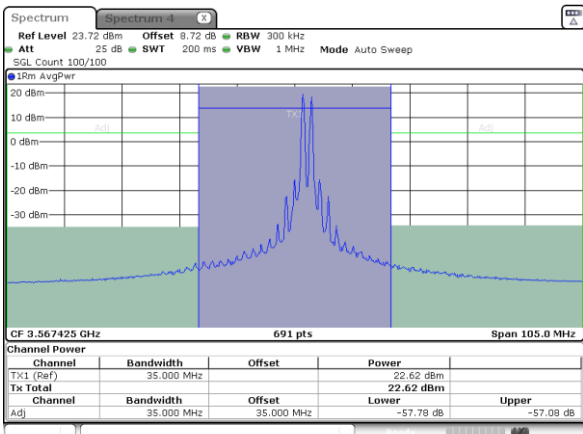 Spectrum Spectrum 4 X
Ref Level 23.72 dBm Offset 8.72 dB RBW 300 kHz
Att 25 dB SWT 200 ms VBW 1 MHz Mode Auto Sweep
SGL Count 100/100
1Rm AvgPwr
20 dBm
TX1
10 dBm
Adj Adj
0 dBm
-10 dBm
-20 dBm
-30 dBm
CF 3.567425 GHz 691 pts Span 105.0 MHz
Channel Power
Channel Bandwidth Offset Power
TX1 (Ref) 35.000 MHz 22.62 dBm
Tx Total 22.62 dBm
Channel Bandwidth Offset Lower Upper
Adj 35.000 MHz 35.000 MHz -57.78 dB -57.08 dB